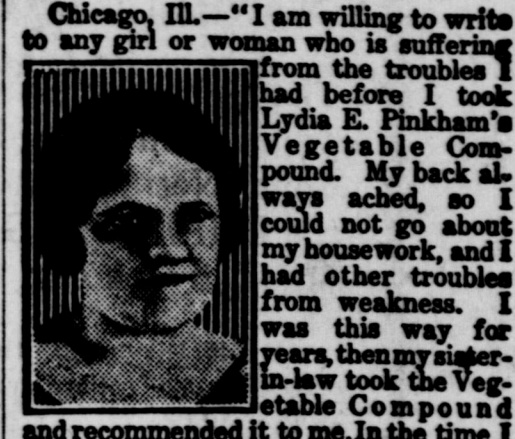 Chicago, Ill.—"I am willing to write
to any girl or woman who is suffering
from the troubles I
had before I took
Lydia E. Pinkham's
Vegetable Com-
pound. My back al-
ways ached, so I
could not go about
my housework, and I
had other troubles
from weakness. I
was this way for
years, then my sister-
in-law took the Veg-
etable Compound
and recommended it to me. In the time I